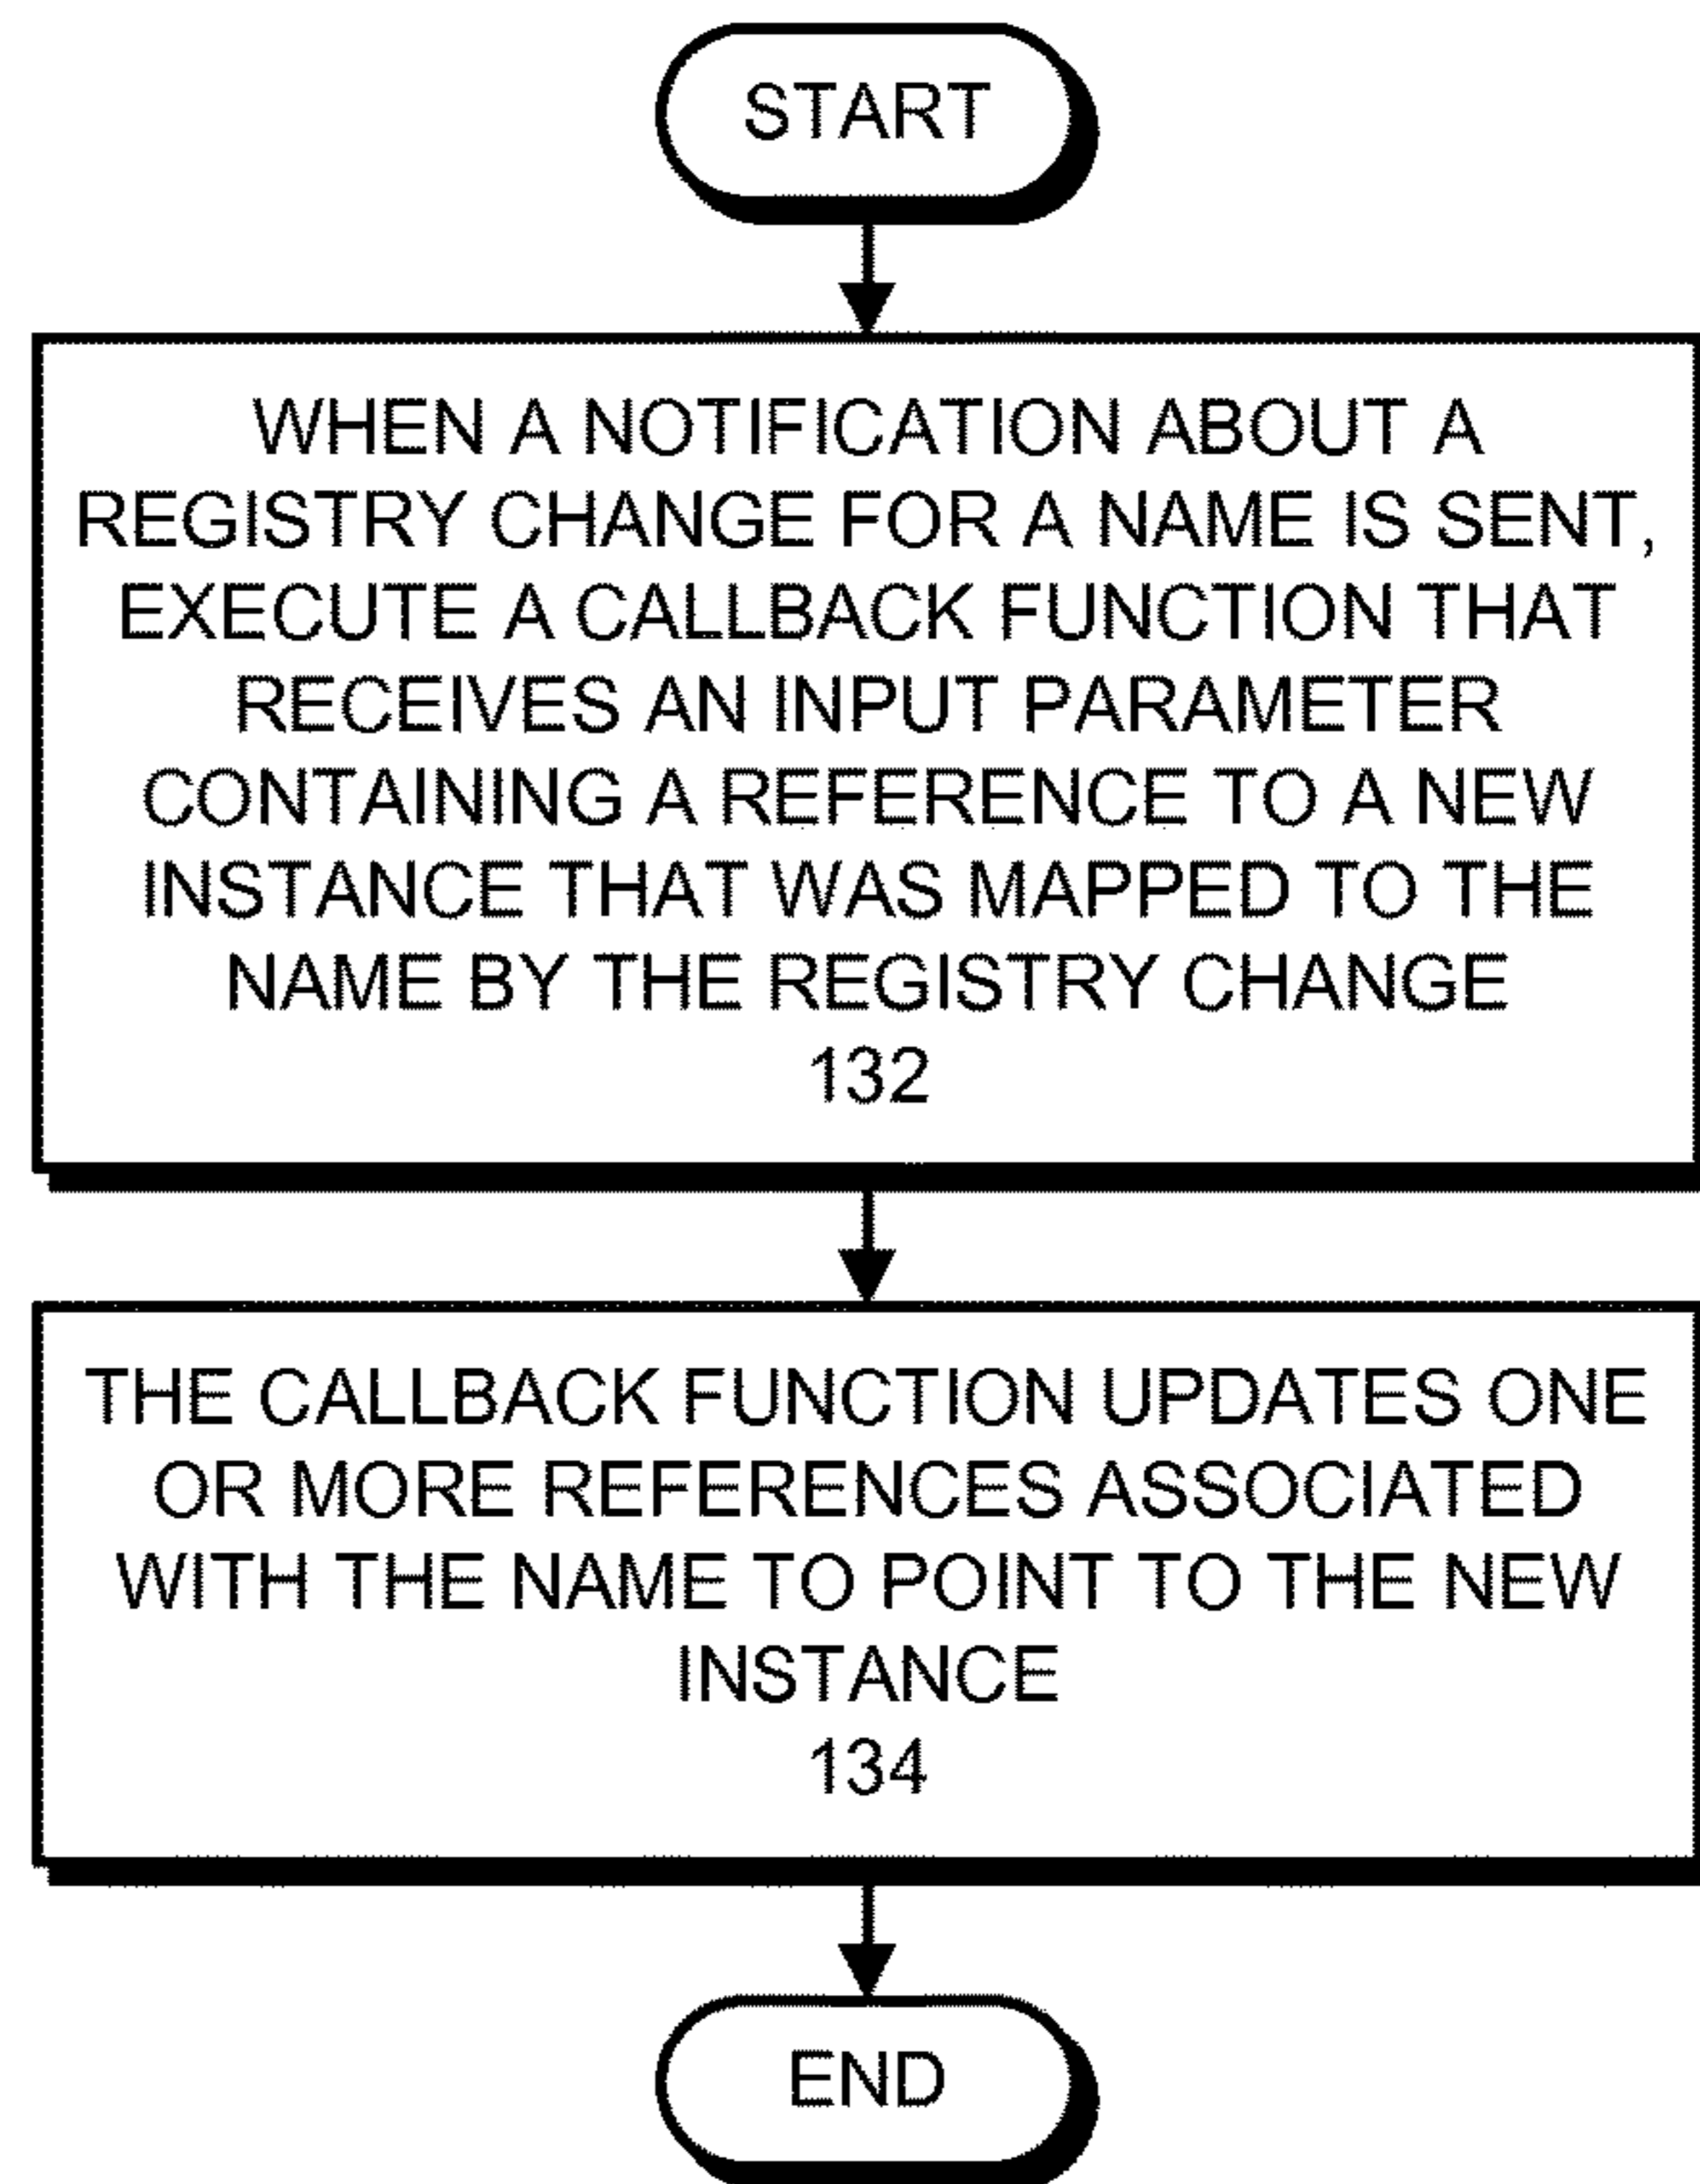 START
WHEN A NOTIFICATION ABOUT A
REGISTRY CHANGE FOR A NAME IS SENT,
EXECUTE A CALLBACK FUNCTION THAT
RECEIVES AN INPUT PARAMETER
CONTAINING A REFERENCE TO A NEW
INSTANCE THAT WAS MAPPED TO THE
NAME BY THE REGISTRY CHANGE
132
THE CALLBACK FUNCTION UPDATES ONE
OR MORE REFERENCES ASSOCIATED
WITH THE NAME TO POINT TO THE NEW
INSTANCE
134
END